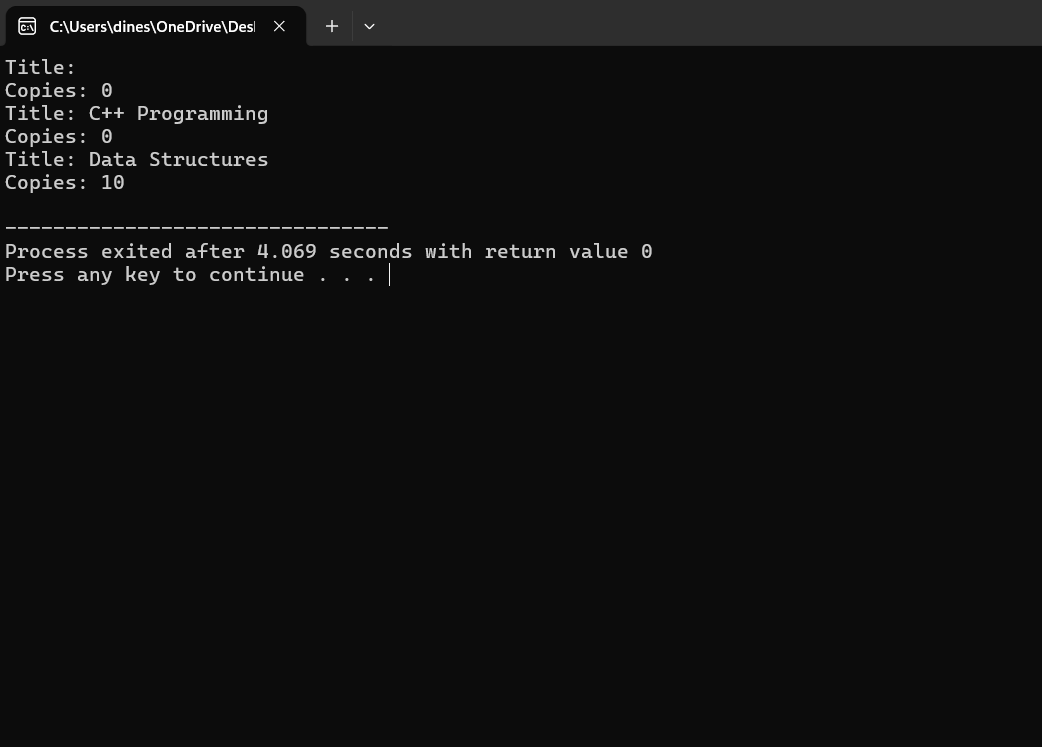 C:\Users\dines\OneDrive\Des
Title:
Copies: 0
Title: C++ Programming
Copies: 0
Title: Data Structures
Copies: 10
--------------------------------
Process exited after 4.069 seconds with return value 0
Press any key to continue . . .